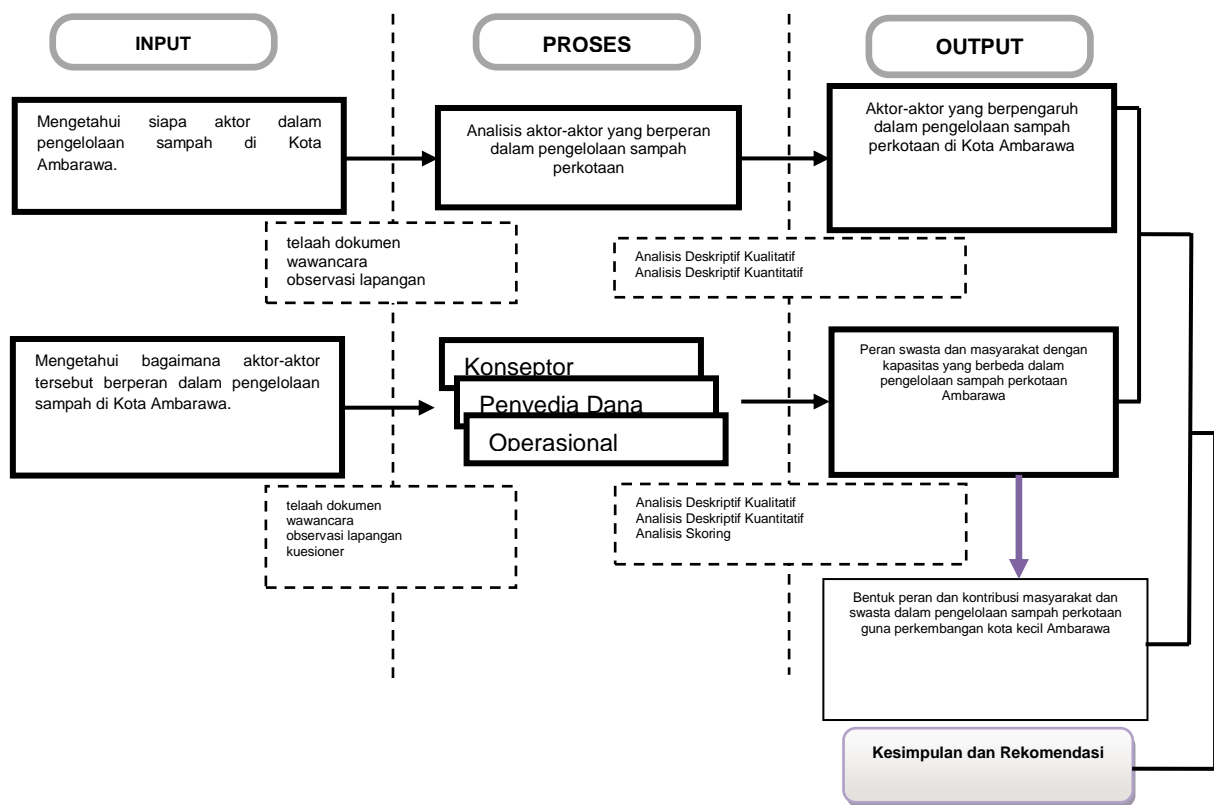 INPUT
PROSES
OUTPUT
Mengetahui siapa aktor dalam
pengelolaan sampah di Kota
Ambarawa.
Analisis aktor-aktor yang berperan
dalam pengelolaan sampah
perkotaan
Aktor-aktor yang berpengaruh
dalam pengelolaan sampah
perkotaan di Kota Ambarawa
telaah dokumen
wawancara
observasi lapangan
Analisis Deskriptif Kualitatif
Analisis Deskriptif Kuantitatif
Mengetahui bagaimana aktor-aktor
tersebut berperan dalam pengelolaan
sampah di Kota Ambarawa.
Konseptor
Penyedia Dana
Operasional
Peran swasta dan masyarakat dengan
kapasitas yang berbeda dalam
pengelolaan sampah perkotaan
Ambarawa
telaah dokumen
wawancara
observasi lapangan
kuesioner
Analisis Deskriptif Kualitatif
Analisis Deskriptif Kuantitatif
Analisis Skoring
Bentuk peran dan kontribusi masyarakat dan
swasta dalam pengelolaan sampah perkotaan
guna perkembangan kota kecil Ambarawa
Kesimpulan dan Rekomendasi